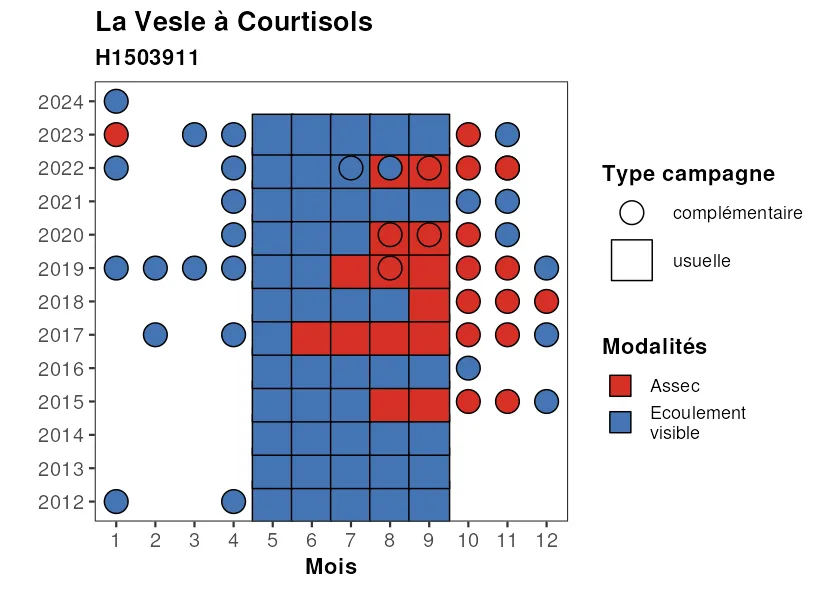 La Vesle à Courtisols
H1503911
2024
2023
2022
2021
2020
2019
2018
2017
2016
2015
2014
2013
2012
1 2 3 4 5 6 7 8 9 10 11 12
Mois
Type campagne
complémentaire
usuelle
Modalités
Assec
Ecoulement
visible